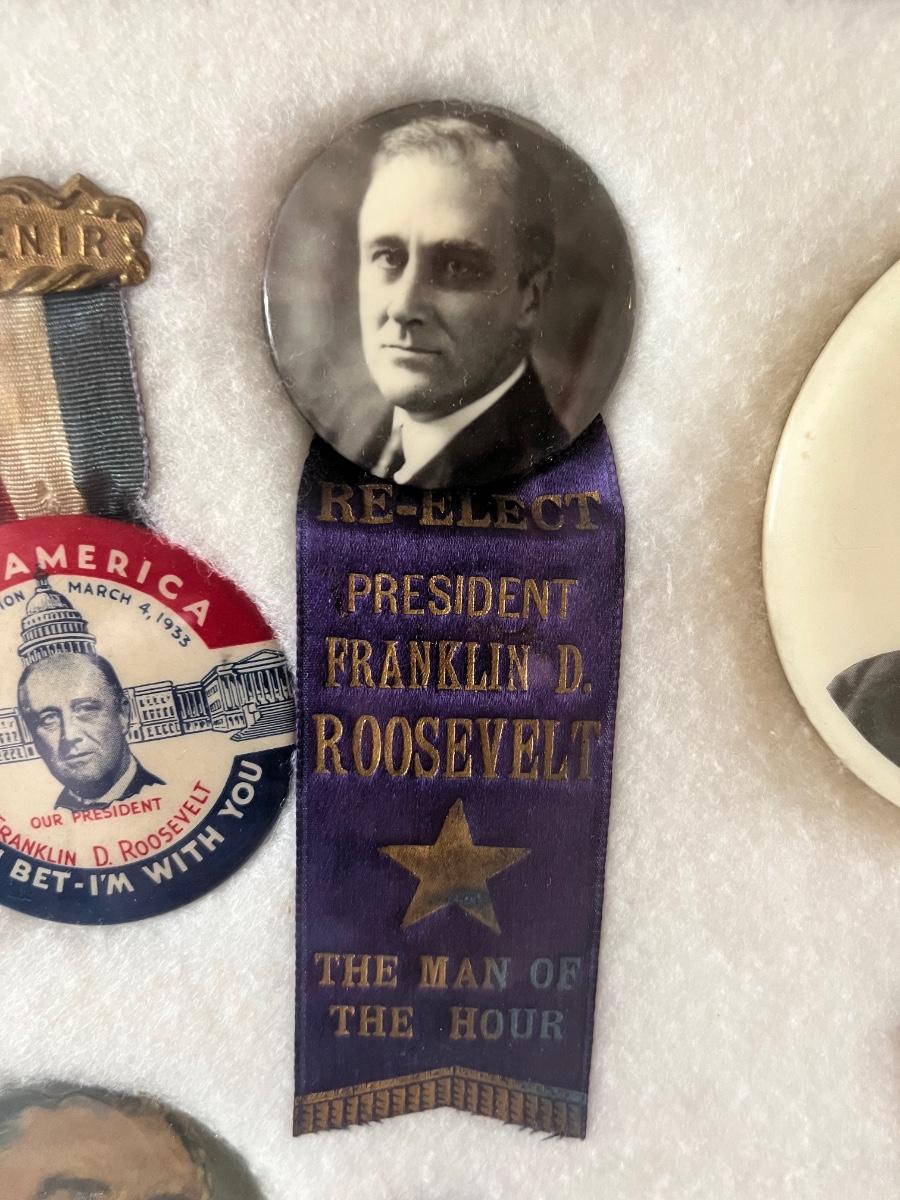 ENIR
AMERICA
ION MARCH 4, 1933
OUR PRESIDENT
FRANKLIN D. ROOSEVELT
BET-I'M WITH YOU
RE-ELECT
PRESIDENT
FRANKLIN D.
ROOSEVELT
THE MAN OF
THE HOUR